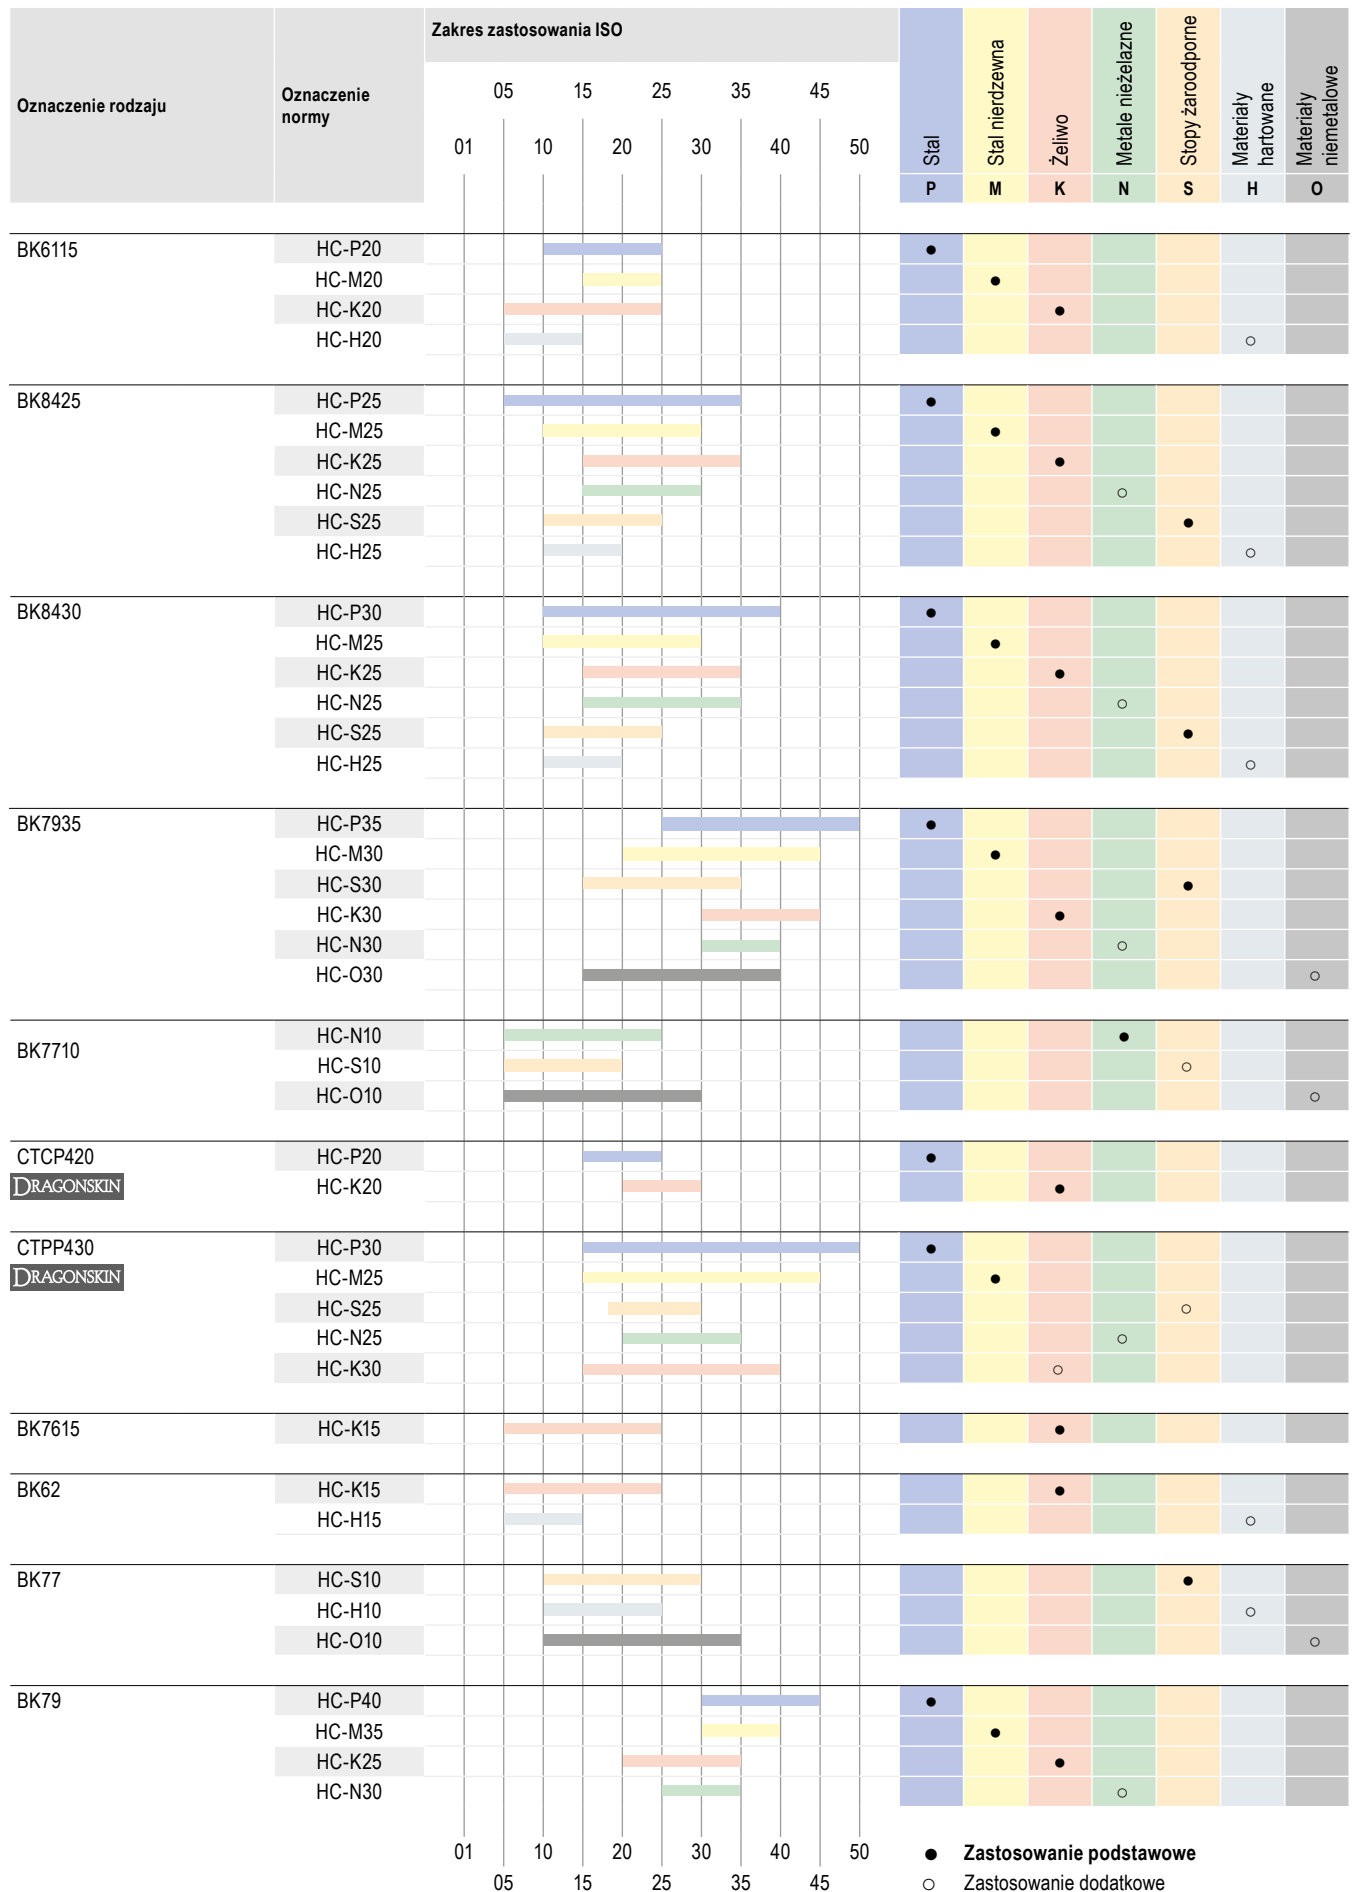 Zakres zastosowania ISO
Oznaczenie rodzaju
Oznaczenie
normy
05 15 25 35 45
01 10 20 30 40 50
Stal
Stal nierdzewna
Żeliwo
Metale nieżelazne
Stopy żaroodporne
Materiały
hartowane
Materiały
niemetalowe
P M K N S H O
BK6115 HC-P20 ●
HC-M20 ●
HC-K20 ●
HC-H20 ○
BK8425 HC-P25 ●
HC-M25 ●
HC-K25 ●
HC-N25 ○
HC-S25 ●
HC-H25 ○
BK8430 HC-P30 ●
HC-M25 ●
HC-K25 ●
HC-N25 ○
HC-S25 ●
HC-H25 ○
BK7935 HC-P35 ●
HC-M30 ●
HC-S30 ●
HC-K30 ●
HC-N30 ○
HC-O30 ○
BK7710
HC-N10 ●
HC-S10 ○
HC-O10 ○
CTCP420 HC-P20 ●
DRAGONSKIN HC-K20 ●
CTPP430 HC-P30 ●
DRAGONSKIN HC-M25 ●
HC-S25 ○
HC-N25 ○
HC-K30 ○
BK7615 HC-K15 ●
BK62 HC-K15 ●
HC-H15 ○
BK77 HC-S10 ●
HC-H10 ○
HC-O10 ○
BK79 HC-P40 ●
HC-M35 ●
HC-K25 ●
HC-N30 ○
01 10 20 30 40 50
05 15 25 35 45
● Zastosowanie podstawowe
○ Zastosowanie dodatkowe